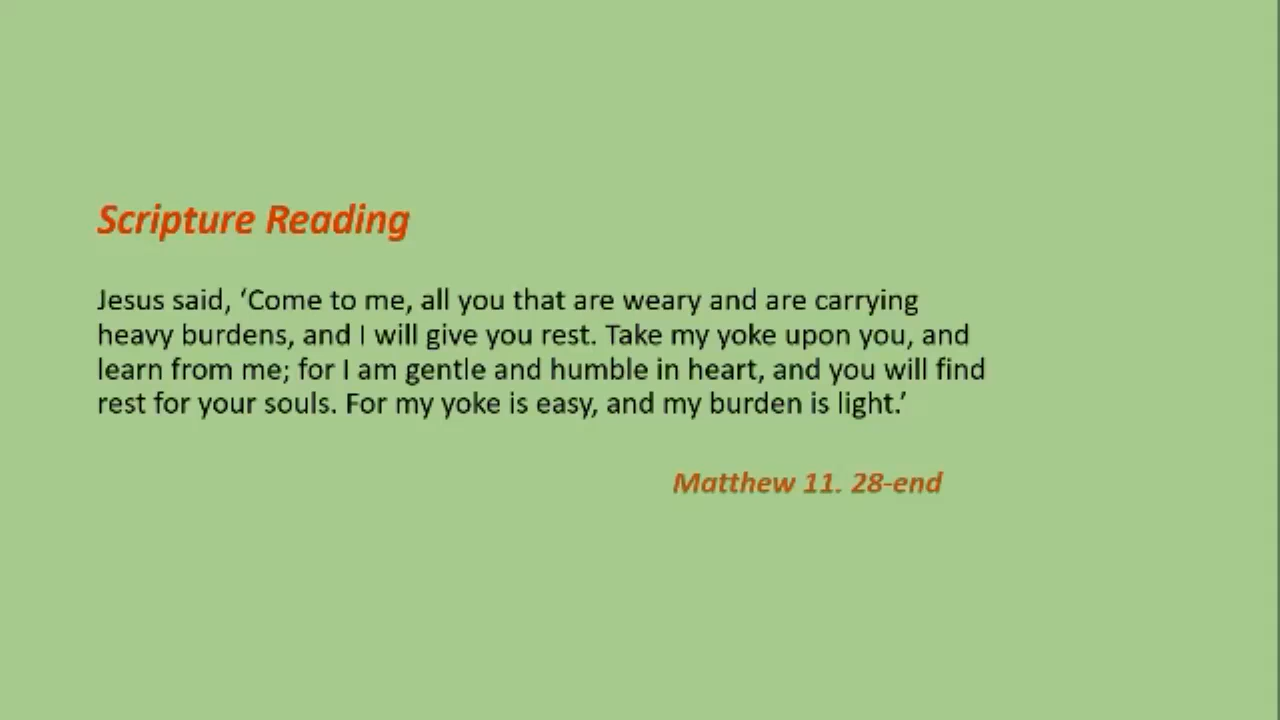 Scripture Reading
Jesus said, ‘Come to me, all you that are weary and are carrying
heavy burdens, and I will give you rest. Take my yoke upon you, and
learn from me; for I am gentle and humble in heart, and you will find
rest for your souls. For my yoke is easy, and my burden is light.’
Matthew 11. 28-end